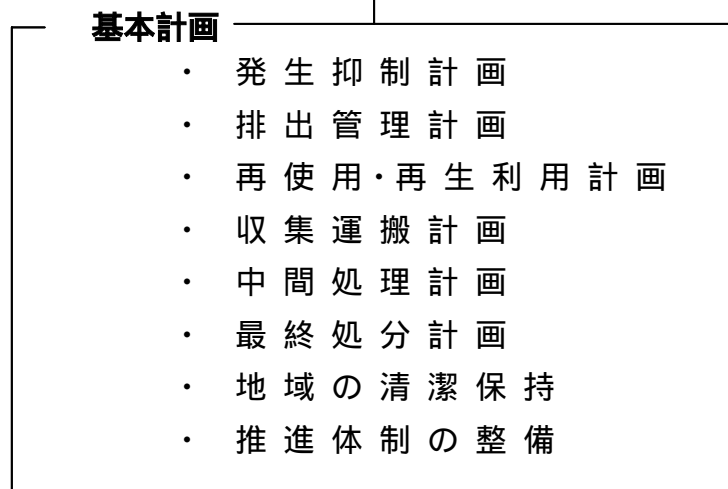 基本計画
・ 発生抑制計画
・ 排出管理計画
・ 再使用・再生利用計画
・ 収集運搬計画
・ 中間処理計画
・ 最終処分計画
・ 地域の清潔保持
・ 推進体制の整備